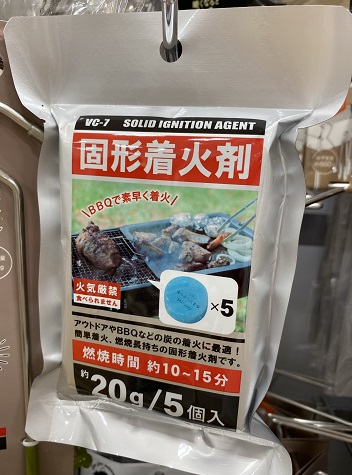 VC-7 SOLID IGNITION AGENT
固形着火剤
BBQで素早く着火
×5
火気厳禁
食べられません
アウトドアやBBQなどの炭の着火に最適!
簡単着火、燃焼長持ちの固形着火剤です。
燃焼時間 約10~15分
約20g/5個入